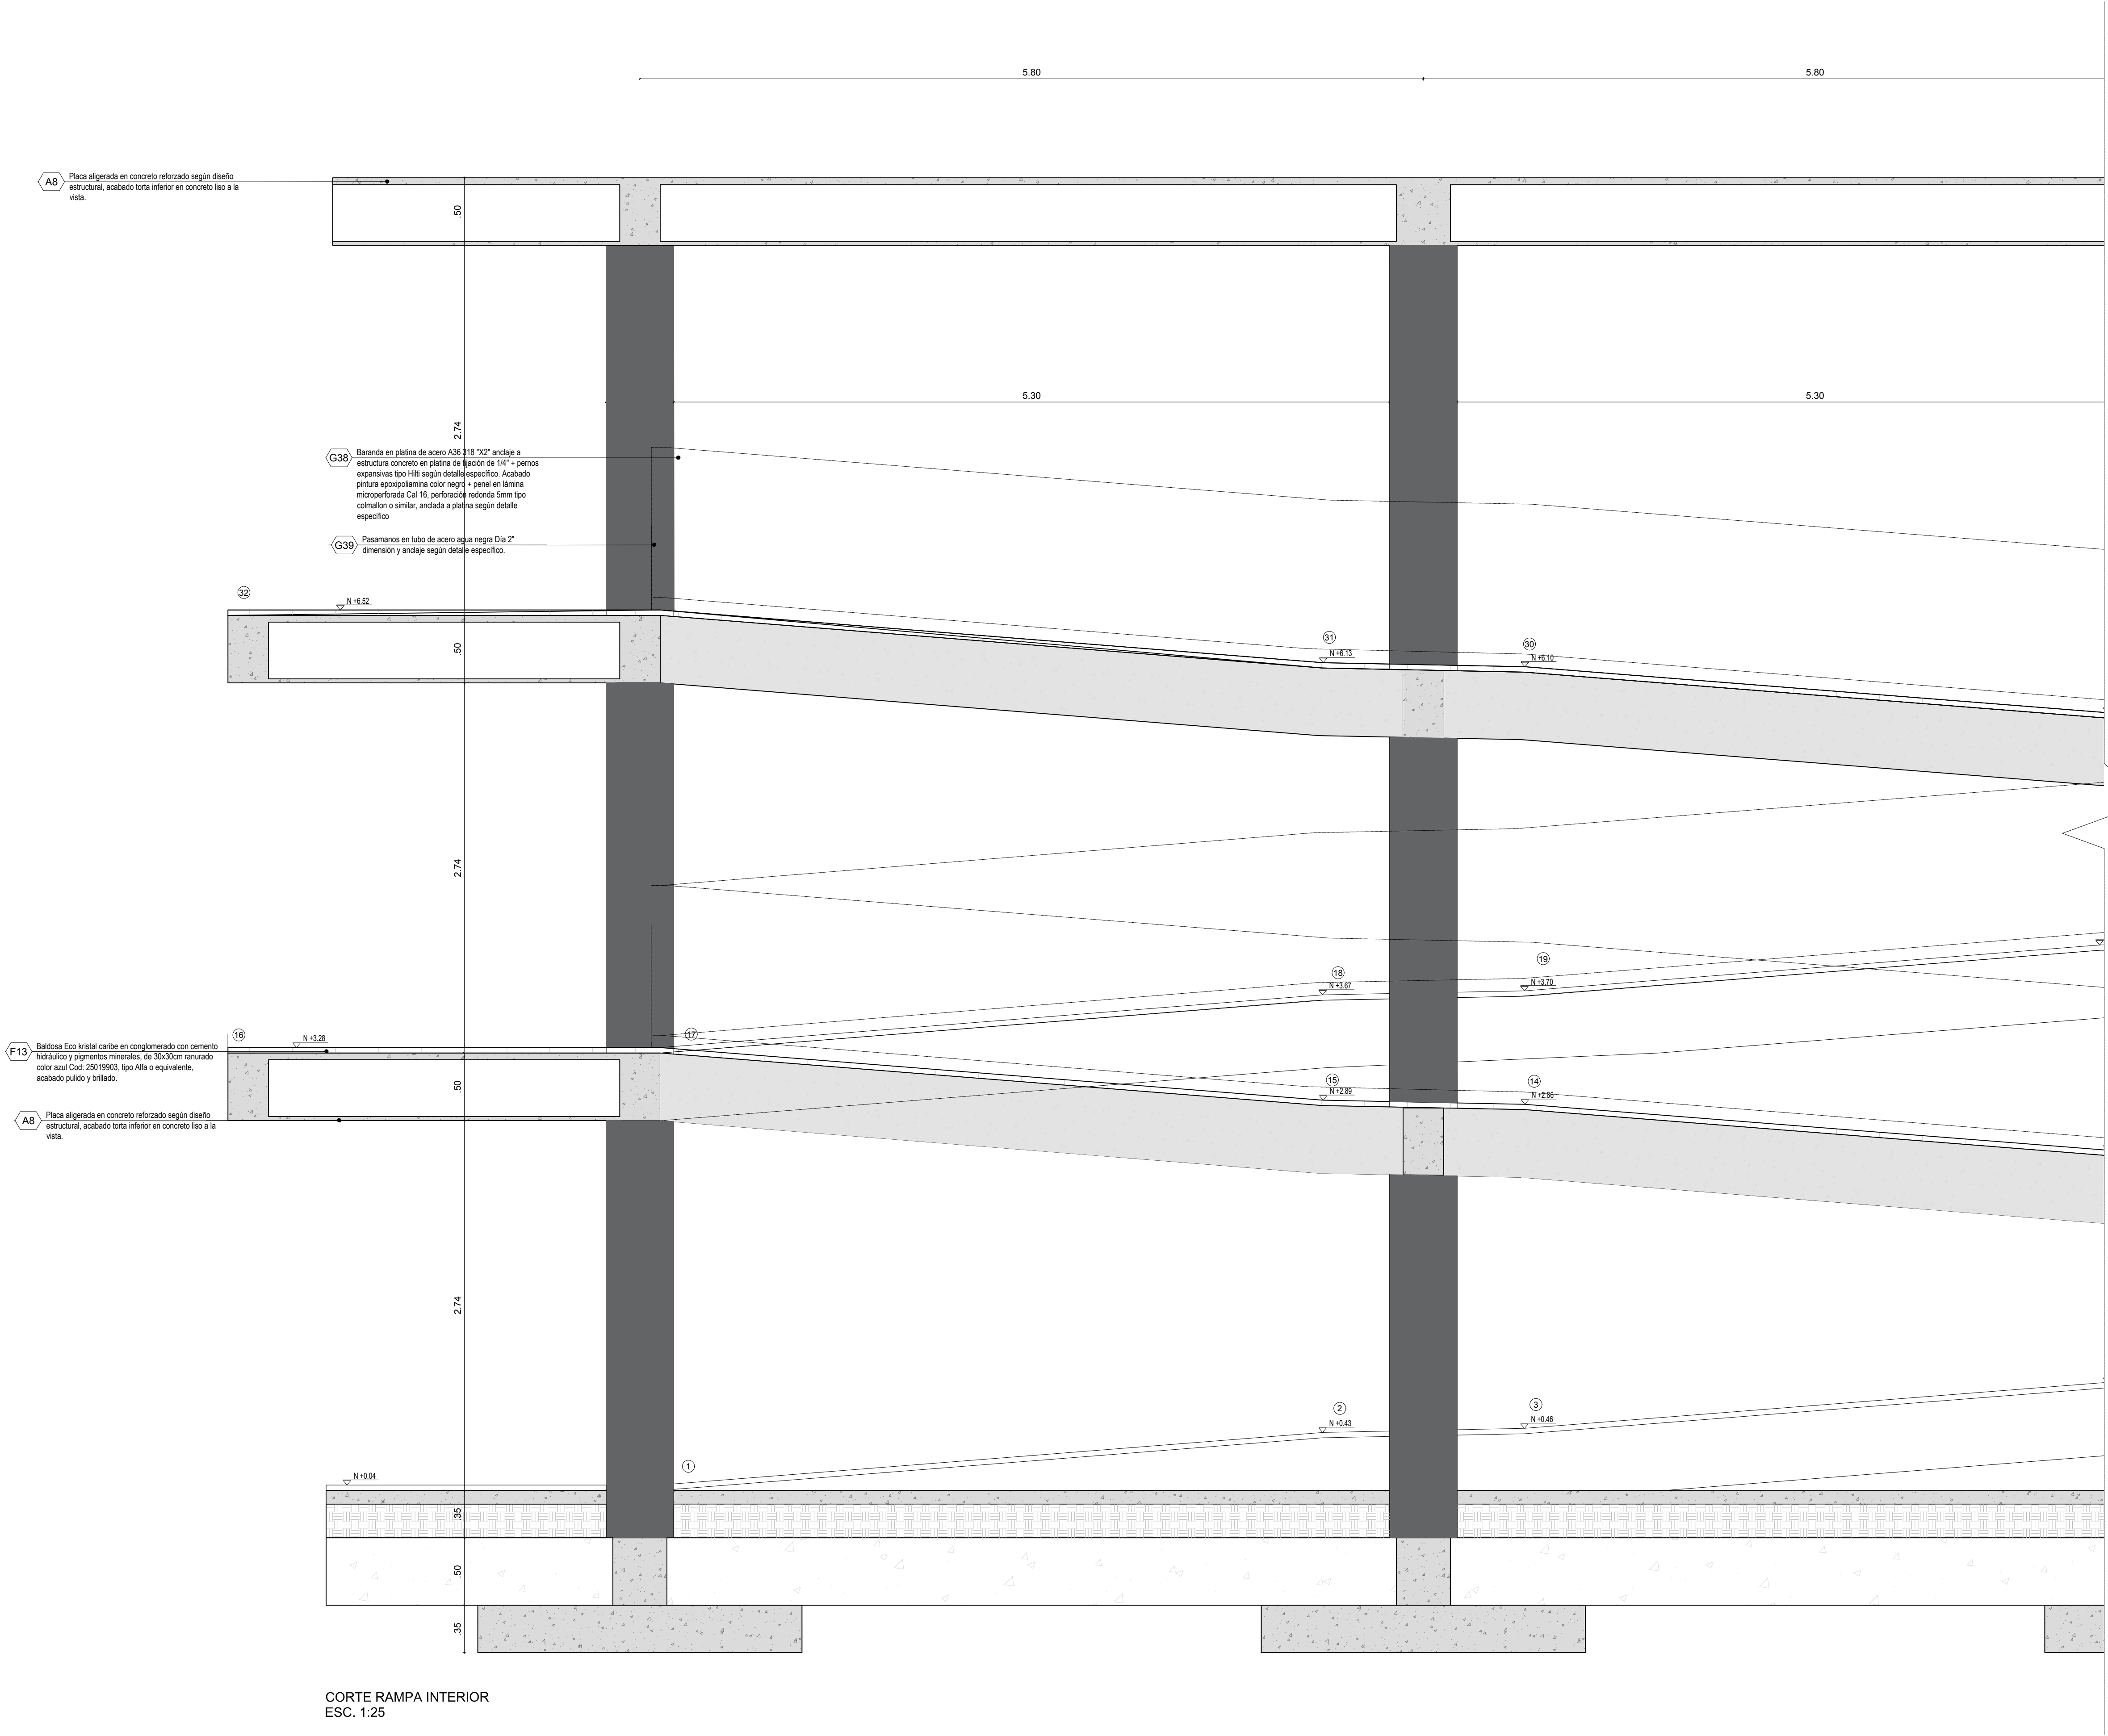 5.80
5.80
A8
Placa aligerada en concreto reforzado según diseño
estructural, acabado torta inferior en concreto liso a la
vista.
.50
5.30
5.30
2.74
G38
Baranda en platina de acero A36 318 "X2" anclaje a
estructura concreto en platina de fijación de 1/4" + pernos
expansivas tipo Hilti según detalle específico. Acabado
pintura epoxipoliamina color negro + penel en lámina
microperforada Cal 16, perforación redonda 5mm tipo
colmallon o similar, anclada a platina según detalle
específico
G39
Pasamanos en tubo de acero agua negra Día 2"
dimensión y anclaje según detalle específico.
32
N +6.52
31
N +6.13
30
N +6.10
.50
2.74
18
N +3.67
19
N +3.70
16
N +3.28
17
F13
Baldosa Eco kristal caribe en conglomerado con cemento
hidráulico y pigmentos minerales, de 30x30cm ranurado
color azul Cod: 25019903, tipo Alfa o equivalente,
acabado pulido y brillado.
15
N +2.89
14
N +2.86
.50
A8
Placa aligerada en concreto reforzado según diseño
estructural, acabado torta inferior en concreto liso a la
vista.
2.74
2
N +0.43
3
N +0.46
1
N +0.04
.35
.50
.35
CORTE RAMPA INTERIOR
ESC, 1:25